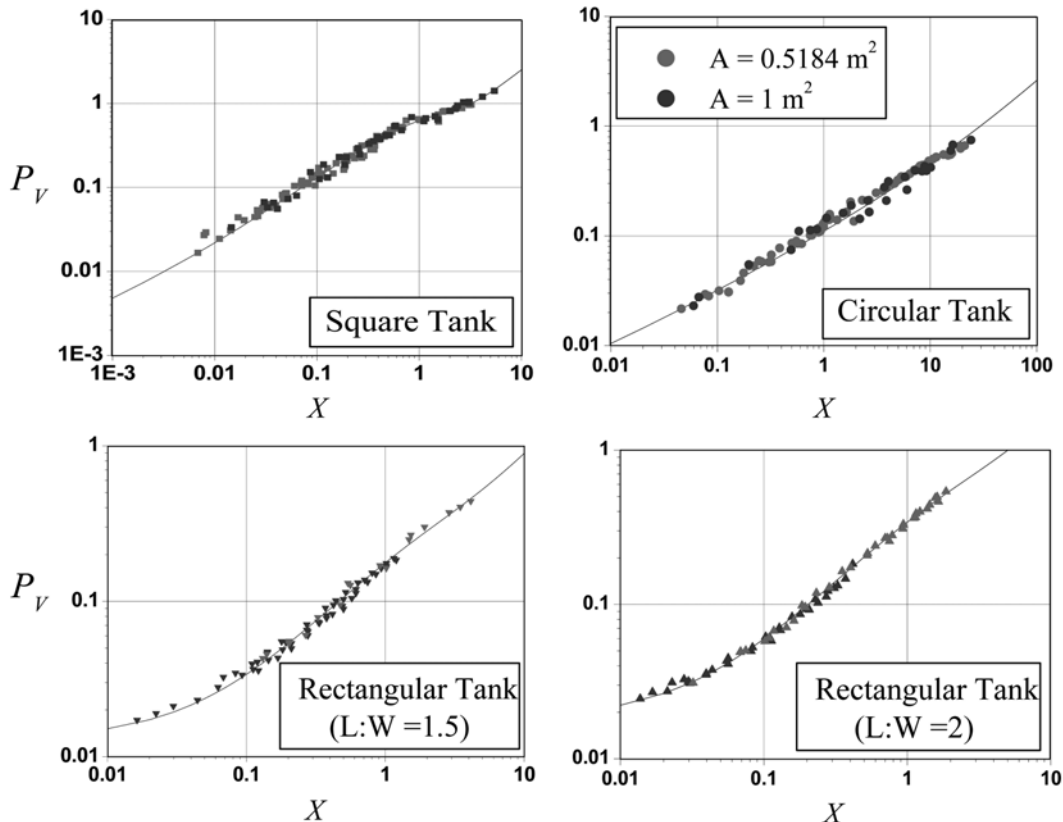 10
1
P_V
0.1
0.01
1E-3
1E-3
0.01
0.1
1
10
X
Square Tank
10
1
0.1
0.01
0.01
0.1
1
10
100
X
A = 0.5184 m²
A = 1 m²
Circular Tank
1
P_V
0.1
0.01
0.01
0.1
1
10
X
Rectangular Tank
(L:W =1.5)
1
0.1
0.01
0.01
0.1
1
10
X
Rectangular Tank
(L:W =2)